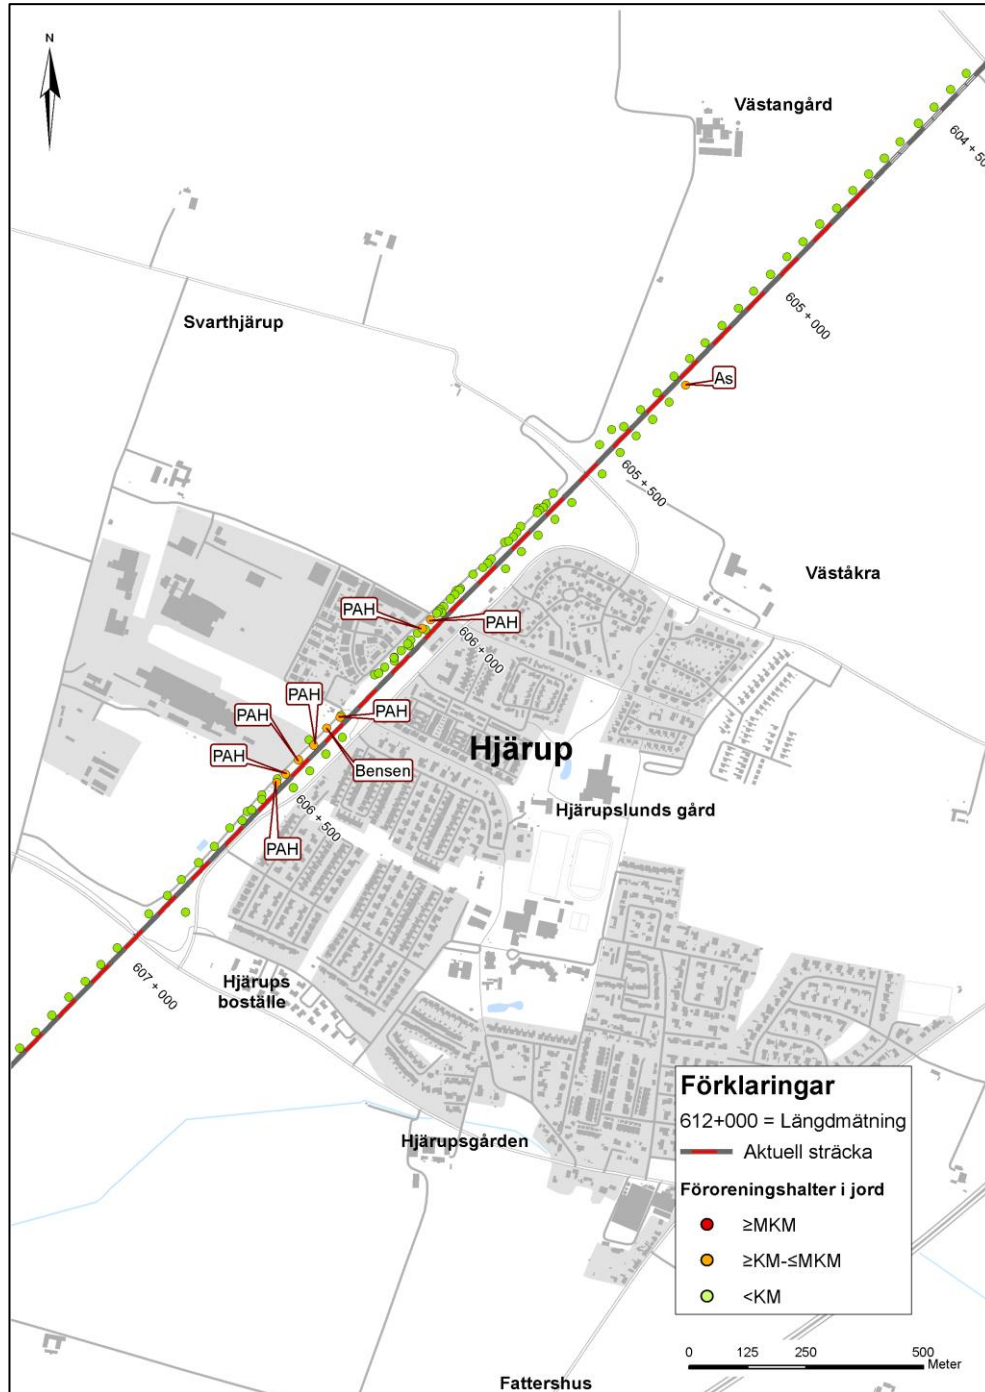 N
Västangård
604 + 50
605 + 000
Svarthjärup
As
605 + 500
Väståkra
PAH
PAH
606 + 000
PAH
PAH
PAH
Hjärup
PAH
Bensen
Hjärupslunds gård
606 + 500
PAH
607 + 000
Hjärups
boställe
Hjärupsgården
Fattershus
Förklaringar
612+000 = Längdmätning
Aktuell sträcka
Föroreningshalter i jord
≥MKM
≥KM-≤MKM
<KM
0 125 250 500
Meter